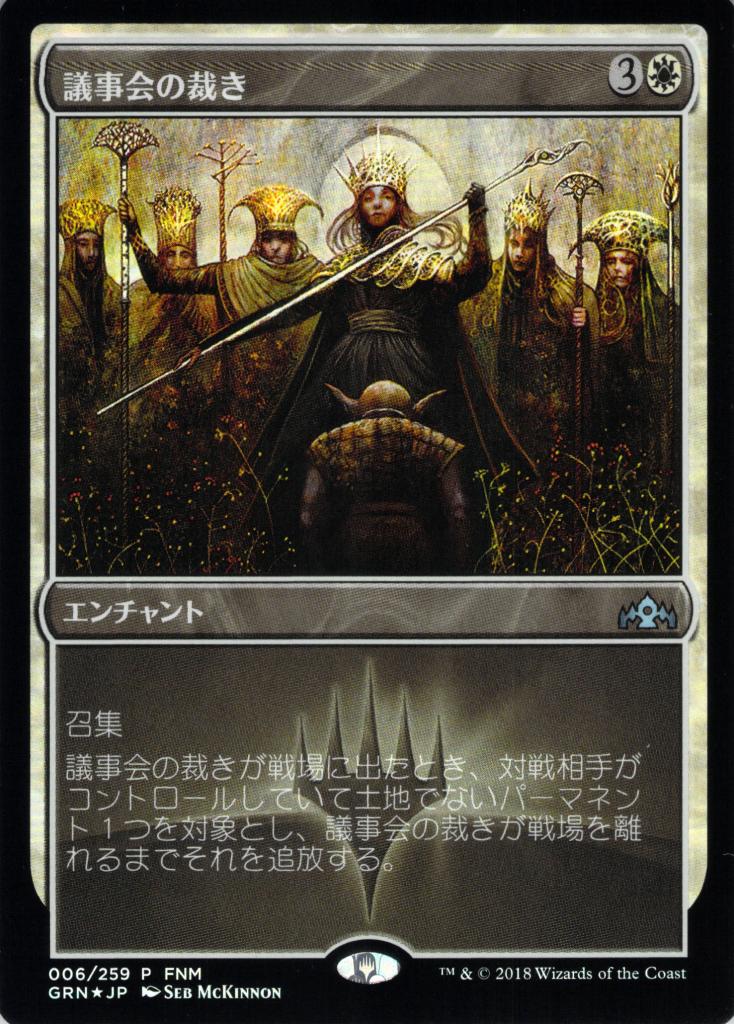 議事会の裁き 3
エンチャント
召集
議事会の裁きが戦場に出たとき、対戦相手が
コントロールしていて土地でないパーマネン
ト１つを対象とし、議事会の裁きが戦場を離
れるまでそれを追放する。
006/259 P FNM
GRN★JP SEB MCKINNON
™ & © 2018 Wizards of the Coast